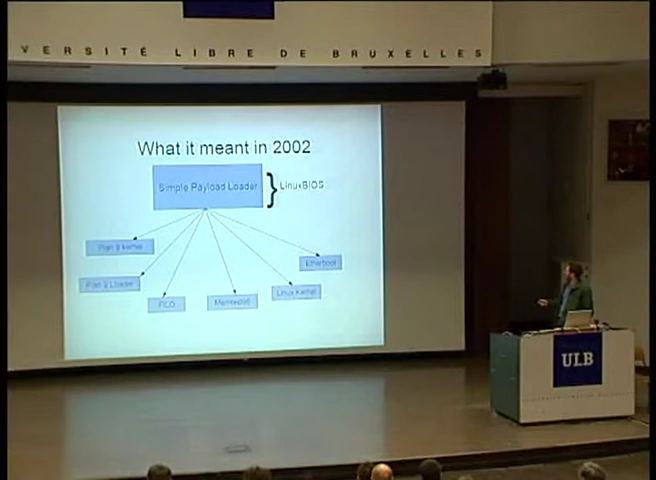 VERSITÉ LIBRE DE BRUXELLES
What it meant in 2002
Simple Payload Loader
LinuxBIOS
Plan 9 kernel
Etherboot
Plan 9 Loader
FILO
Memtest86
Linux Kernel
ULB